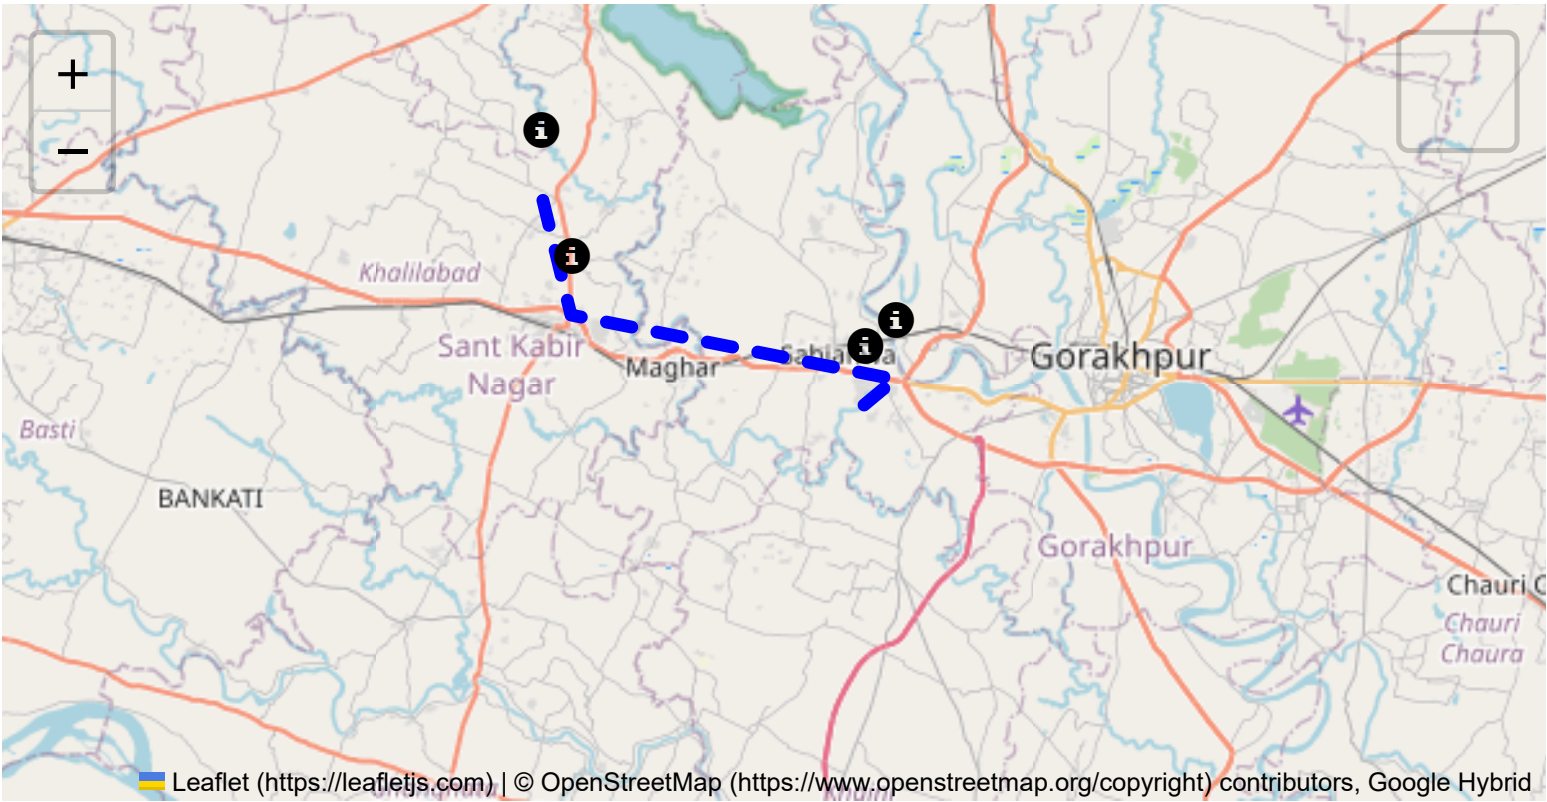 +
−
Khalilabad
Sant Kabir
Nagar
Maghar
Gorakhpur
Basti
BANKATI
Gorakhpur
Chauri C
Chauri
Chaura
Leaflet (https://leafletjs.com) | © OpenStreetMap (https://www.openstreetmap.org/copyright) contributors, Google Hybrid